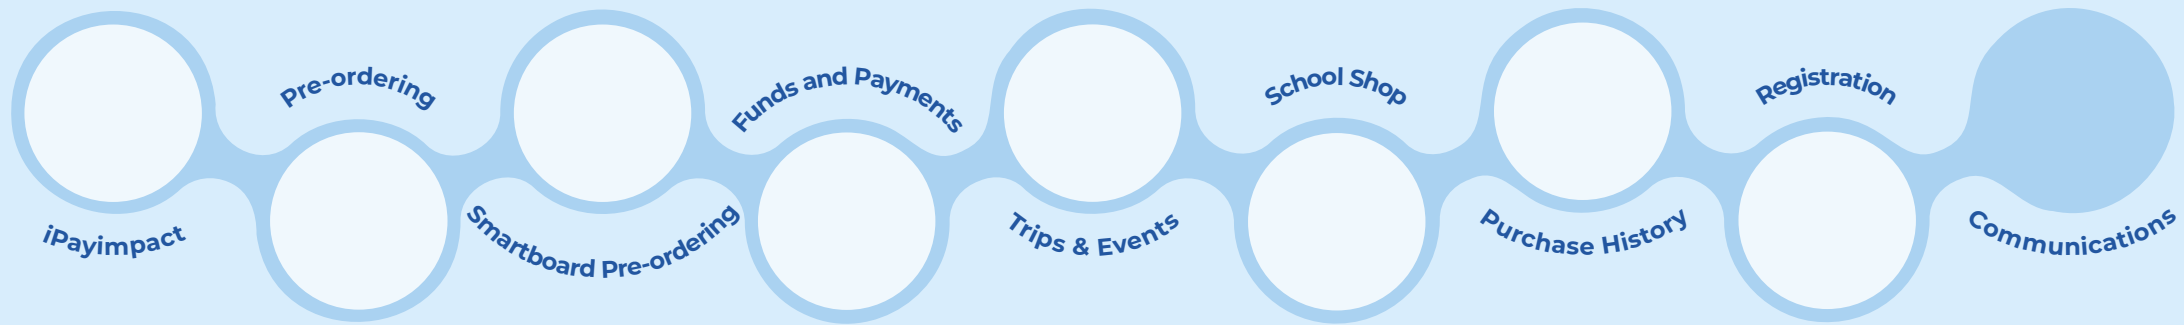 iPayimpact
Pre-ordering
Smartboard Pre-ordering
Funds and Payments
Trips & Events
School Shop
Purchase History
Registration
Communications